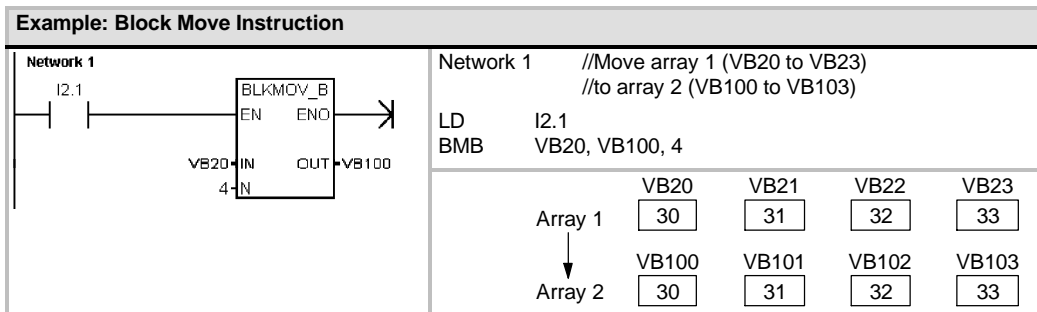 Example: Block Move Instruction
Network 1
I2.1
BLKMOV_B
EN ENO
VB20 IN OUT VB100
4 N
Network 1 //Move array 1 (VB20 to VB23)
//to array 2 (VB100 to VB103)
LD I2.1
BMB VB20, VB100, 4
VB20 VB21 VB22 VB23
Array 1 30 31 32 33
VB100 VB101 VB102 VB103
Array 2 30 31 32 33